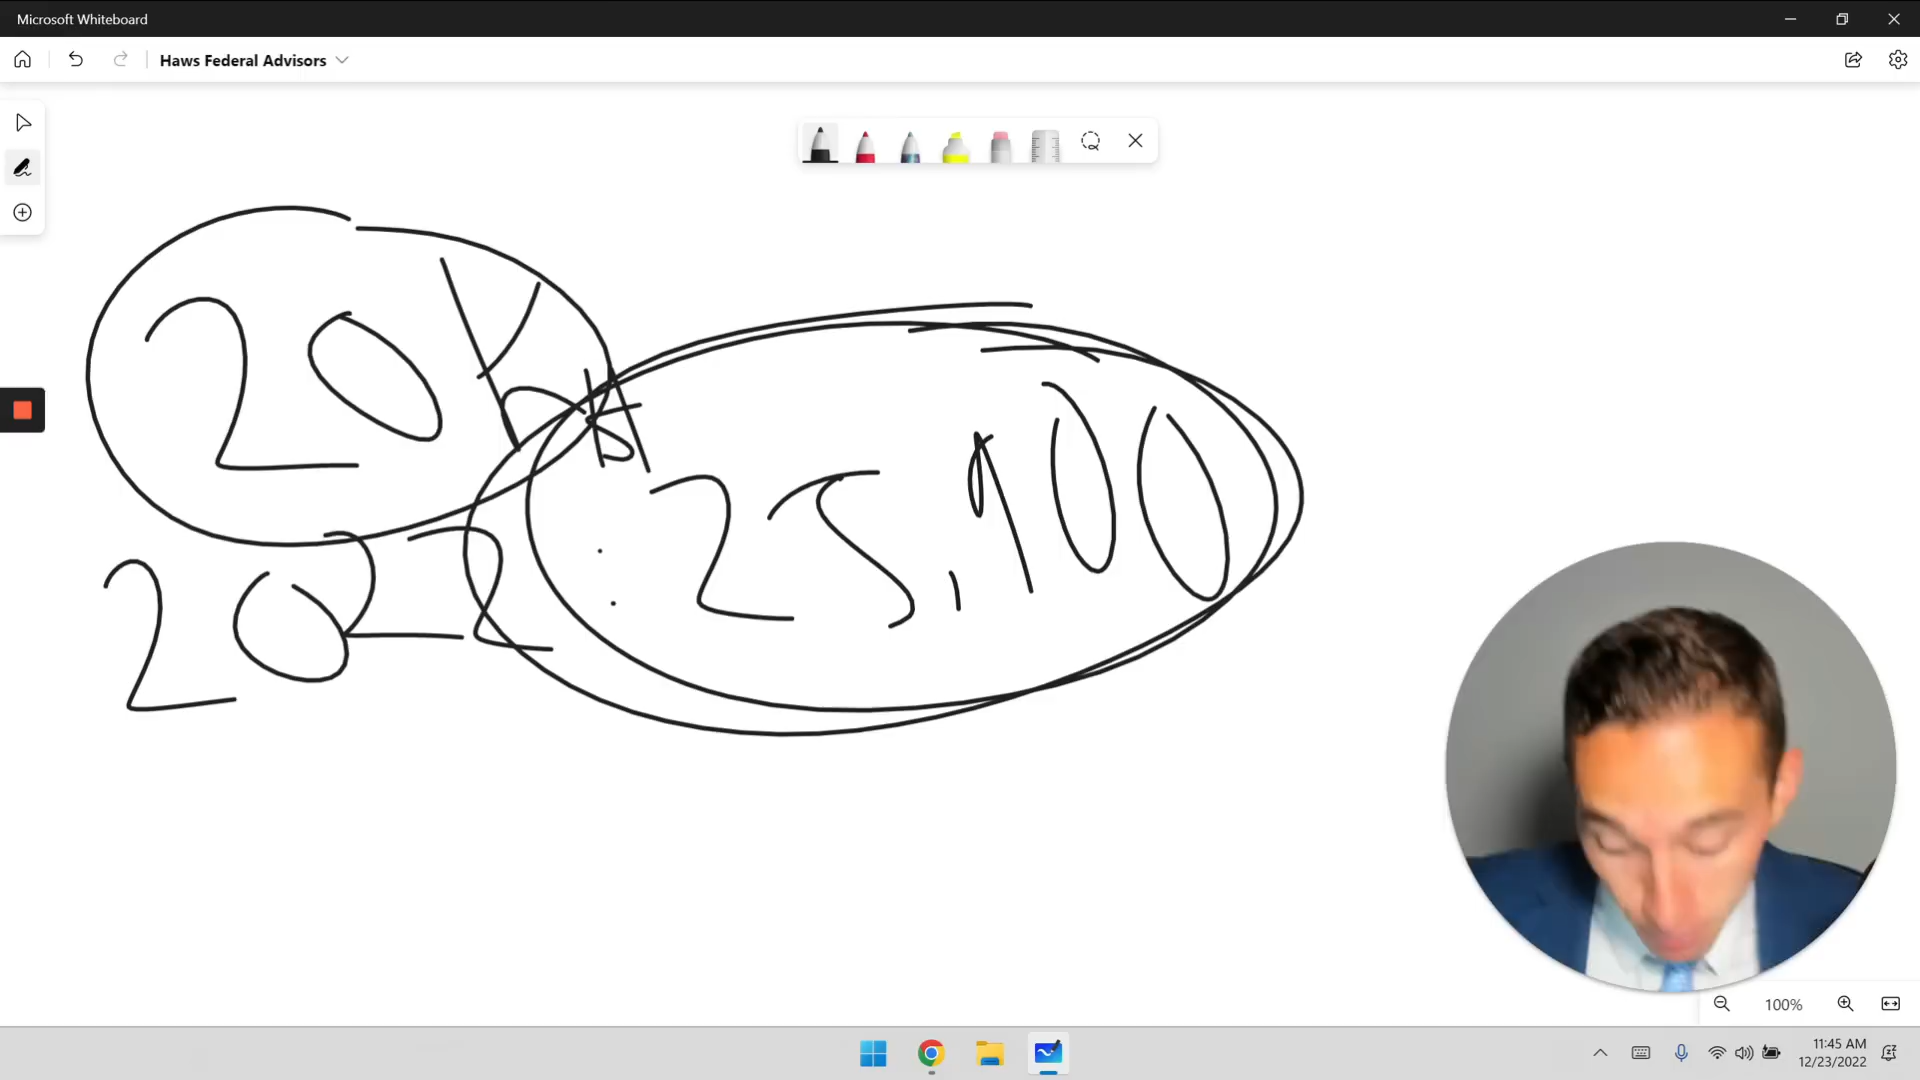 Microsoft Whiteboard
Haws Federal Advisors
20K
2022 : 25,900
100%
11:45 AM
12/23/2022